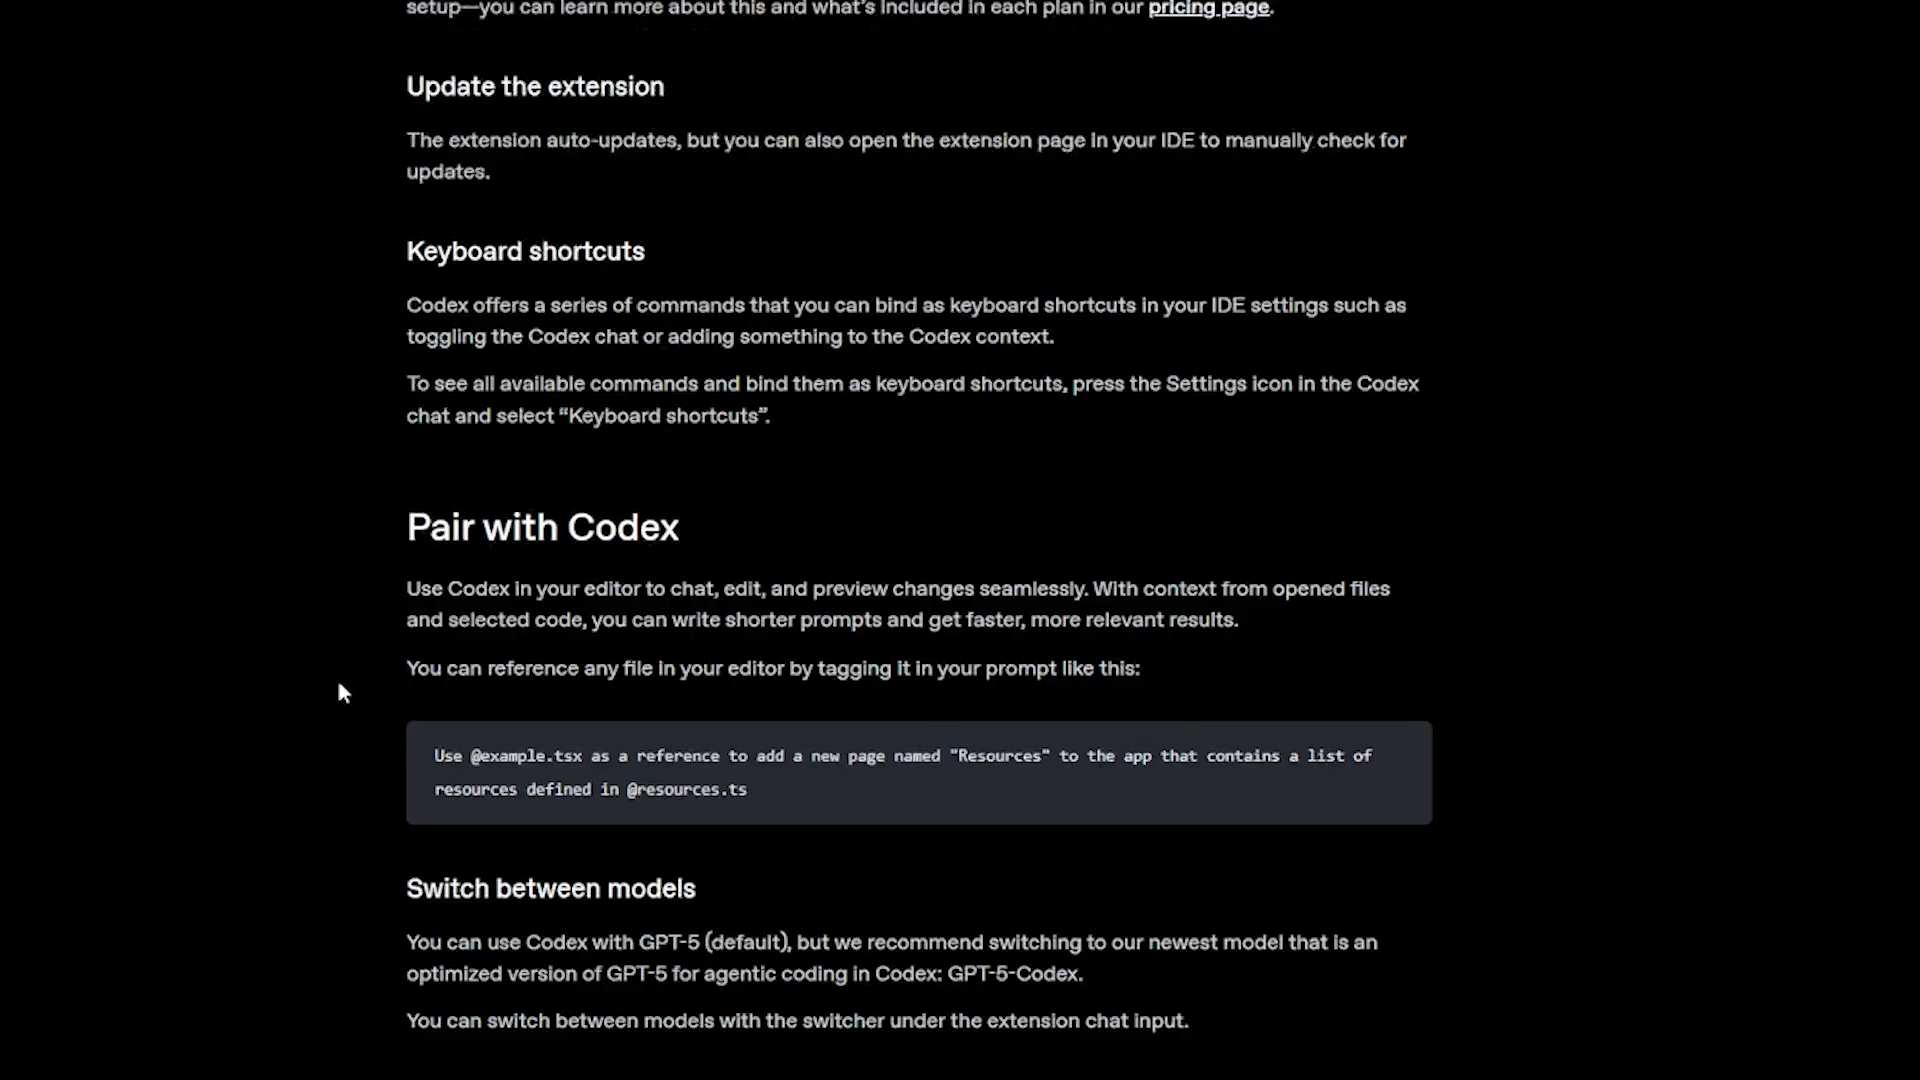 setup—you can learn more about this and what's included in each plan in our pricing page.
Update the extension
The extension auto-updates, but you can also open the extension page in your IDE to manually check for
updates.
Keyboard shortcuts
Codex offers a series of commands that you can bind as keyboard shortcuts in your IDE settings such as
toggling the Codex chat or adding something to the Codex context.
To see all available commands and bind them as keyboard shortcuts, press the Settings icon in the Codex
chat and select “Keyboard shortcuts”.
Pair with Codex
Use Codex in your editor to chat, edit, and preview changes seamlessly. With context from opened files
and selected code, you can write shorter prompts and get faster, more relevant results.
You can reference any file in your editor by tagging it in your prompt like this:
Use @example.tsx as a reference to add a new page named "Resources" to the app that contains a list of
resources defined in @resources.ts
Switch between models
You can use Codex with GPT-5 (default), but we recommend switching to our newest model that is an
optimized version of GPT-5 for agentic coding in Codex: GPT-5-Codex.
You can switch between models with the switcher under the extension chat input.